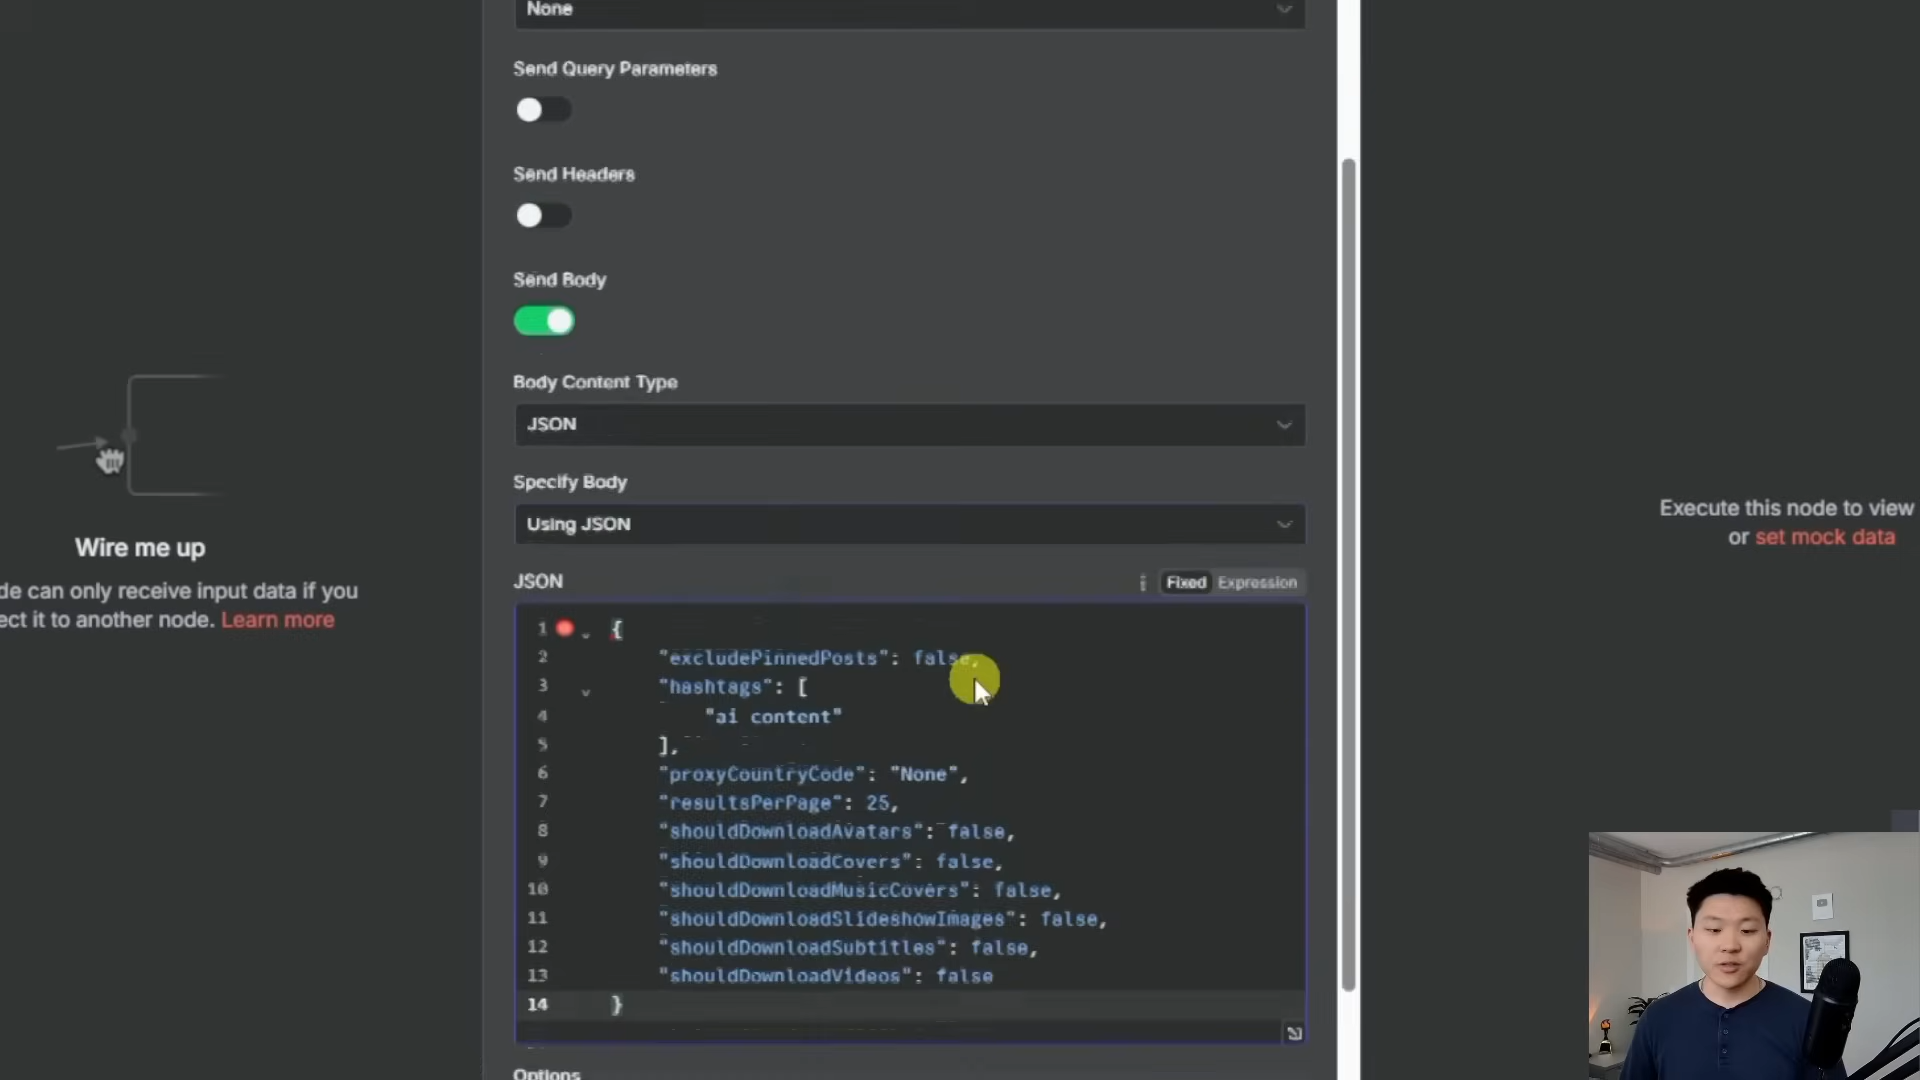 None
Send Query Parameters
Send Headers
Send Body
Body Content Type
JSON
Specify Body
Using JSON
JSON
Fixed Expression
1 {
2 "excludePinnedPosts": false,
3 "hashtags": [
4 "ai content"
5 ],
6 "proxyCountryCode": "None",
7 "resultsPerPage": 25,
8 "shouldDownloadAvatars": false,
9 "shouldDownloadCovers": false,
10 "shouldDownloadMusicCovers": false,
11 "shouldDownloadSlideshowImages": false,
12 "shouldDownloadSubtitles": false,
13 "shouldDownloadVideos": false
14 }
Options
Wire me up
de can only receive input data if you
ect it to another node. Learn more
Execute this node to view
or set mock data